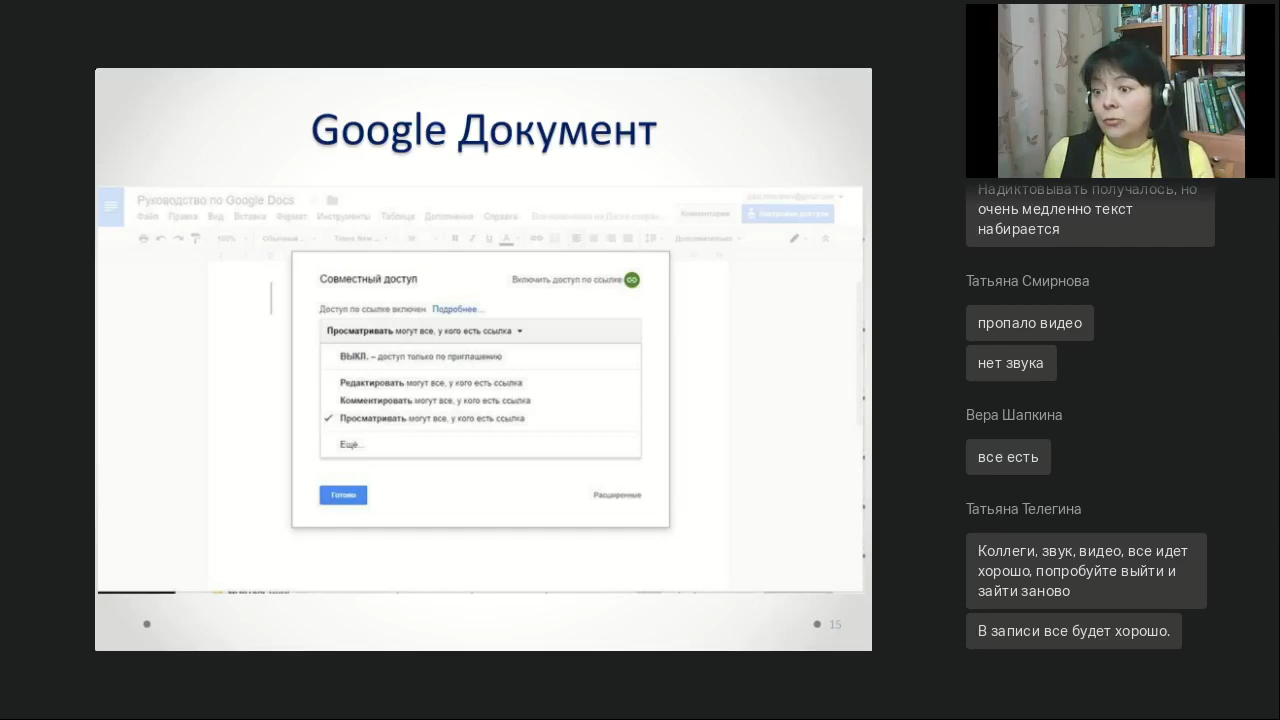 Google Документ
Руководство по Google Docs
Файл Правка Вид Вставка Формат Инструменты Таблица Дополнения Справка
Комментарии
Настройки доступа
100% Обычный ... Times New ...
Дополнительно
Совместный доступ
Включить доступ по ссылке
Доступ по ссылке включен Подробнее...
Просматривать могут все, у кого есть ссылка
ВЫКЛ. – доступ только по приглашению
Редактировать могут все, у кого есть ссылка
Комментировать могут все, у кого есть ссылка
Просматривать могут все, у кого есть ссылка
Ещё...
Готово
Расширенные
15
Надиктовывать получалось, но
очень медленно текст
набирается
Татьяна Смирнова
пропало видео
нет звука
Вера Шапкина
все есть
Татьяна Телегина
Коллеги, звук, видео, все идет
хорошо, попробуйте выйти и
зайти заново
В записи все будет хорошо.